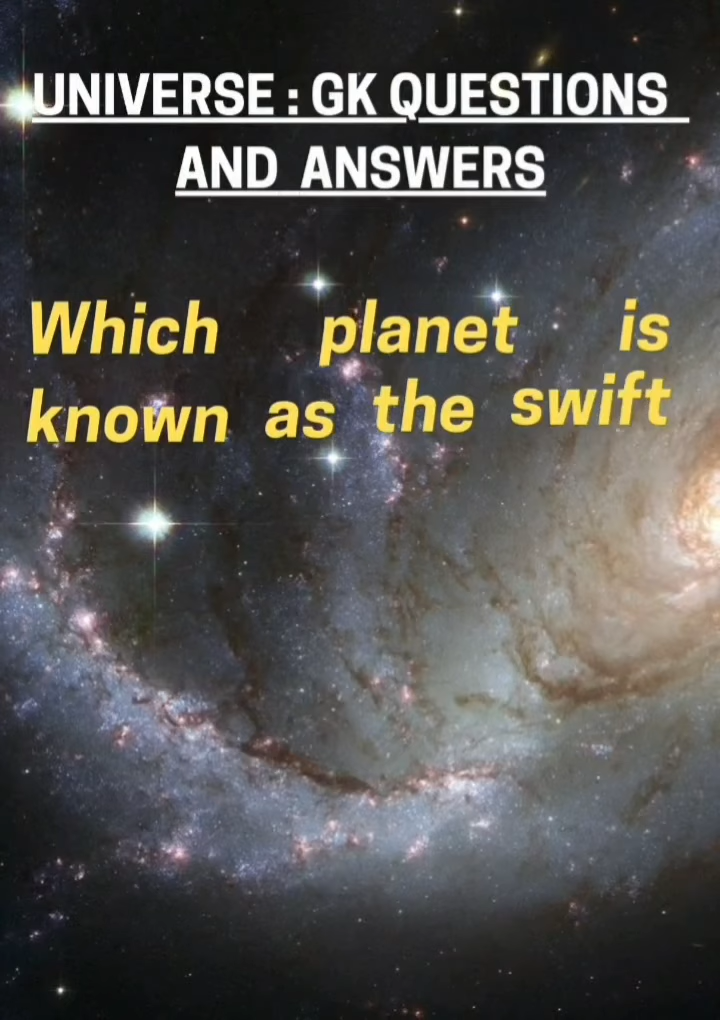 UNIVERSE : GK QUESTIONS
AND ANSWERS
Which planet is
known as the swift